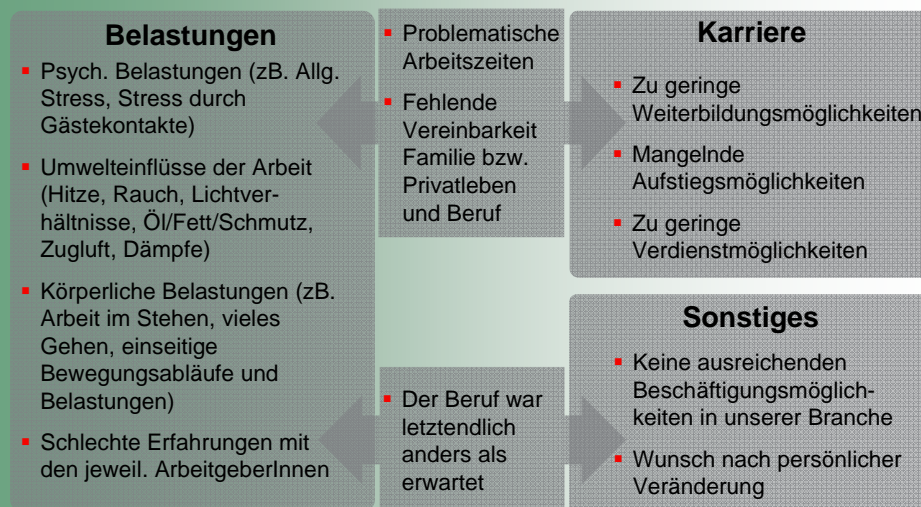 Belastungen
▪ Psych. Belastungen (zB. Allg.
Stress, Stress durch
Gästekontakte)
▪ Umwelteinflüsse der Arbeit
(Hitze, Rauch, Lichtver-
hältnisse, Öl/Fett/Schmutz,
Zugluft, Dämpfe)
▪ Körperliche Belastungen (zB.
Arbeit im Stehen, vieles
Gehen, einseitige
Bewegungsabläufe und
Belastungen)
▪ Schlechte Erfahrungen mit
den jeweil. ArbeitgeberInnen
▪ Problematische
Arbeitszeiten
▪ Fehlende
Vereinbarkeit
Familie bzw.
Privatleben
und Beruf
▪ Der Beruf war
letztendlich
anders als
erwartet
Karriere
▪ Zu geringe
Weiterbildungsmöglichkeiten
▪ Mangelnde
Aufstiegsmöglichkeiten
▪ Zu geringe
Verdienstmöglichkeiten
Sonstiges
▪ Keine ausreichenden
Beschäftigungsmöglich-
keiten in unserer Branche
▪ Wunsch nach persönlicher
Veränderung